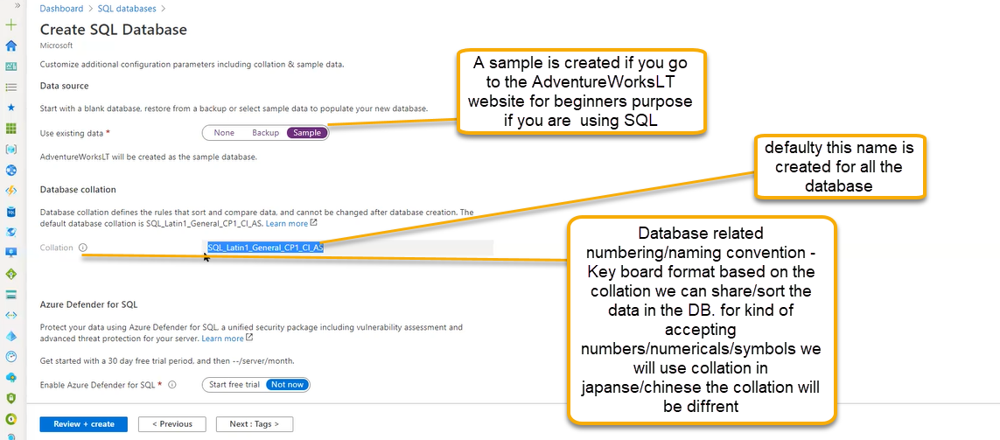 Dashboard > SQL databases >
Create SQL Database
Microsoft
Customize additional configuration parameters including collation & sample data.
Data source
Start with a blank database, restore from a backup or select sample data to populate your new database.
Use existing data *
None Backup Sample
AdventureWorksLT will be created as the sample database.
Database collation
Database collation defines the rules that sort and compare data, and cannot be changed after database creation. The
default database collation is SQL_Latin1_General_CP1_CI_AS. Learn more
Collation
SQL_Latin1_General_CP1_CI_AS
Azure Defender for SQL
Protect your data using Azure Defender for SQL, a unified security package including vulnerability assessment and
advanced threat protection for your server. Learn more
Get started with a 30 day free trial period, and then --/server/month.
Enable Azure Defender for SQL *
Start free trial Not now
Review + create < Previous Next : Tags >
A sample is created if you go
to the AdventureWorksLT
website for beginners purpose
if you are using SQL
defaulty this name is
created for all the
database
Database related
numbering/naming convention -
Key board format based on the
collation we can share/sort the
data in the DB. for kind of
accepting
numbers/numericals/symbols we
will use collation in
japanse/chinese the collation will
be diffrent